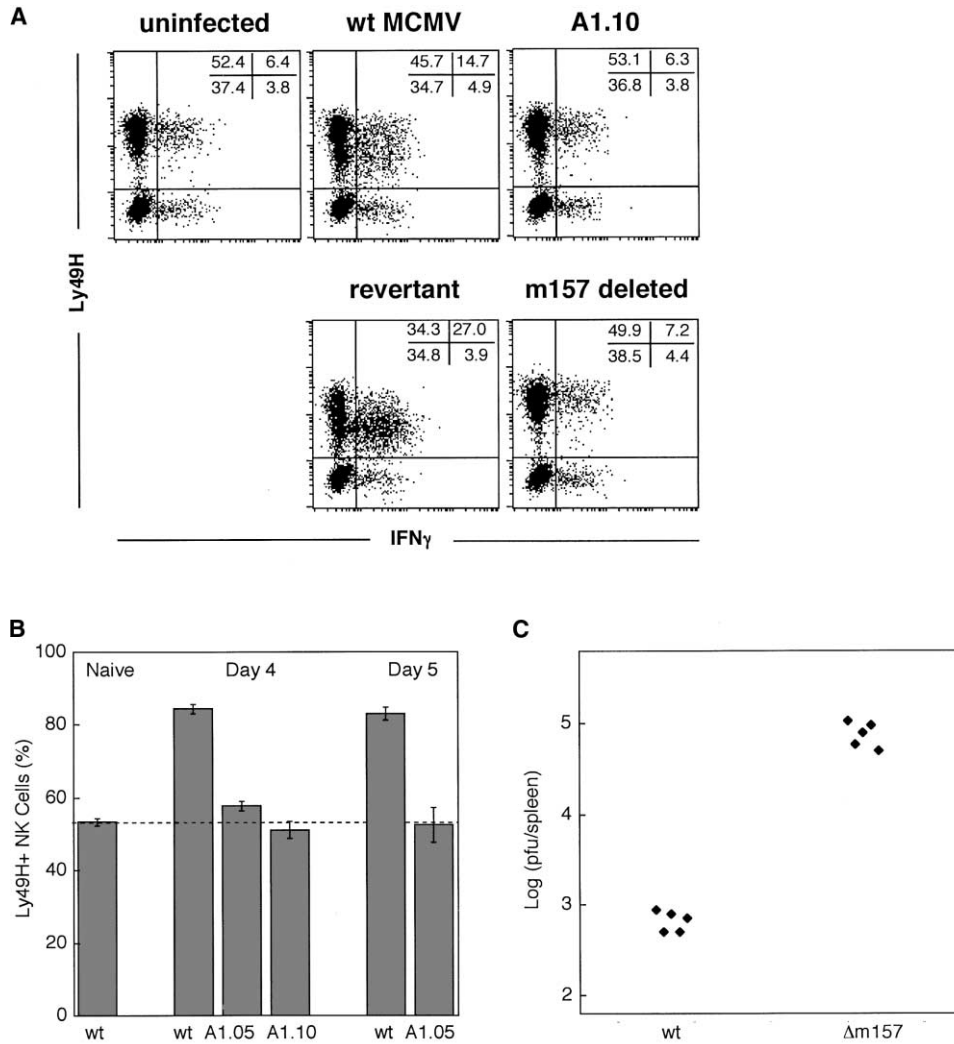 A
uninfected
wt MCMV
A1.10
52.4 6.4
37.4 3.8
45.7 14.7
34.7 4.9
53.1 6.3
36.8 3.8
Ly49H
revertant
m157 deleted
34.3 27.0
34.8 3.9
49.9 7.2
38.5 4.4
IFNγ
B
Ly49H+ NK Cells (%)
100
80
60
40
20
0
Naive
Day 4
Day 5
wt
wt A1.05 A1.10
wt A1.05
C
Log (pfu/spleen)
5
4
3
2
wt
Δm157